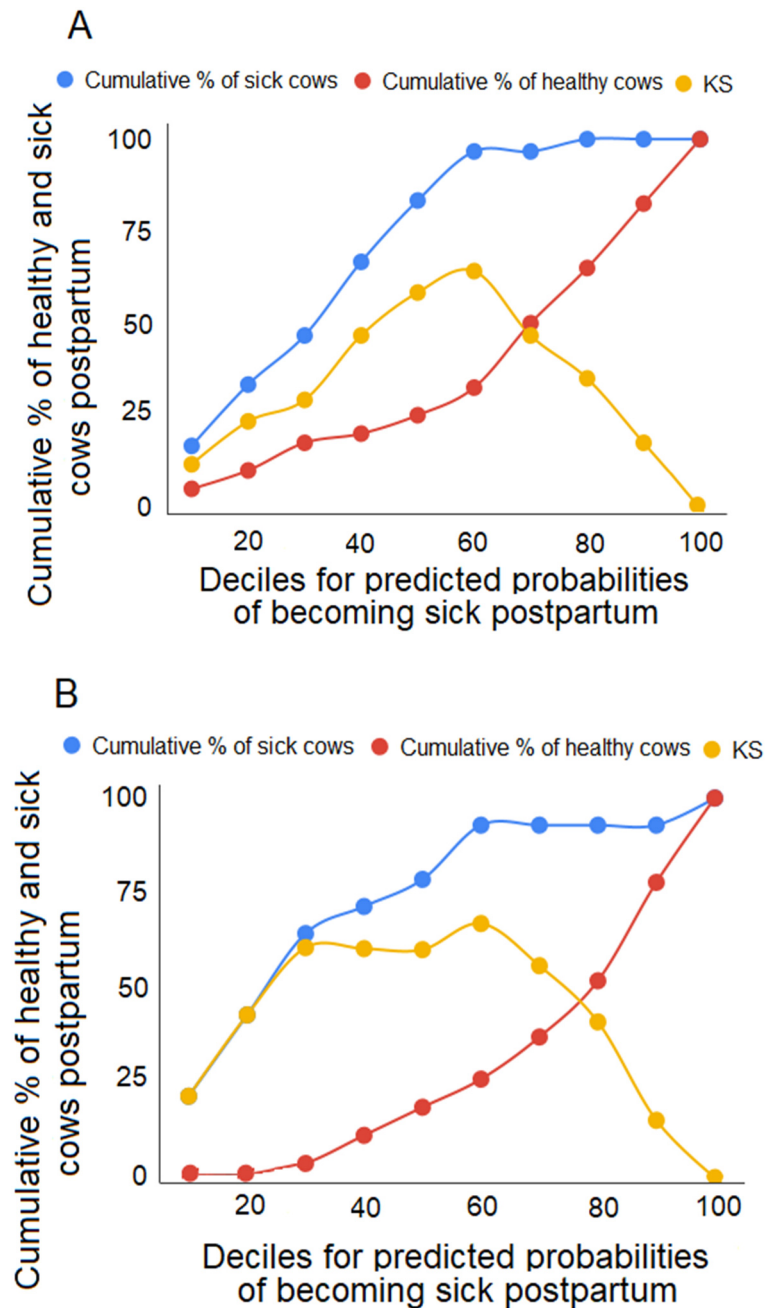 A
Cumulative % of sick cows Cumulative % of healthy cows KS
Cumulative % of healthy and sick
cows postpartum
100
75
50
25
0
20 40 60 80 100
Deciles for predicted probabilities
of becoming sick postpartum
B
Cumulative % of sick cows Cumulative % of healthy cows KS
Cumulative % of healthy and sick
cows postpartum
100
75
50
25
0
20 40 60 80 100
Deciles for predicted probabilities
of becoming sick postpartum